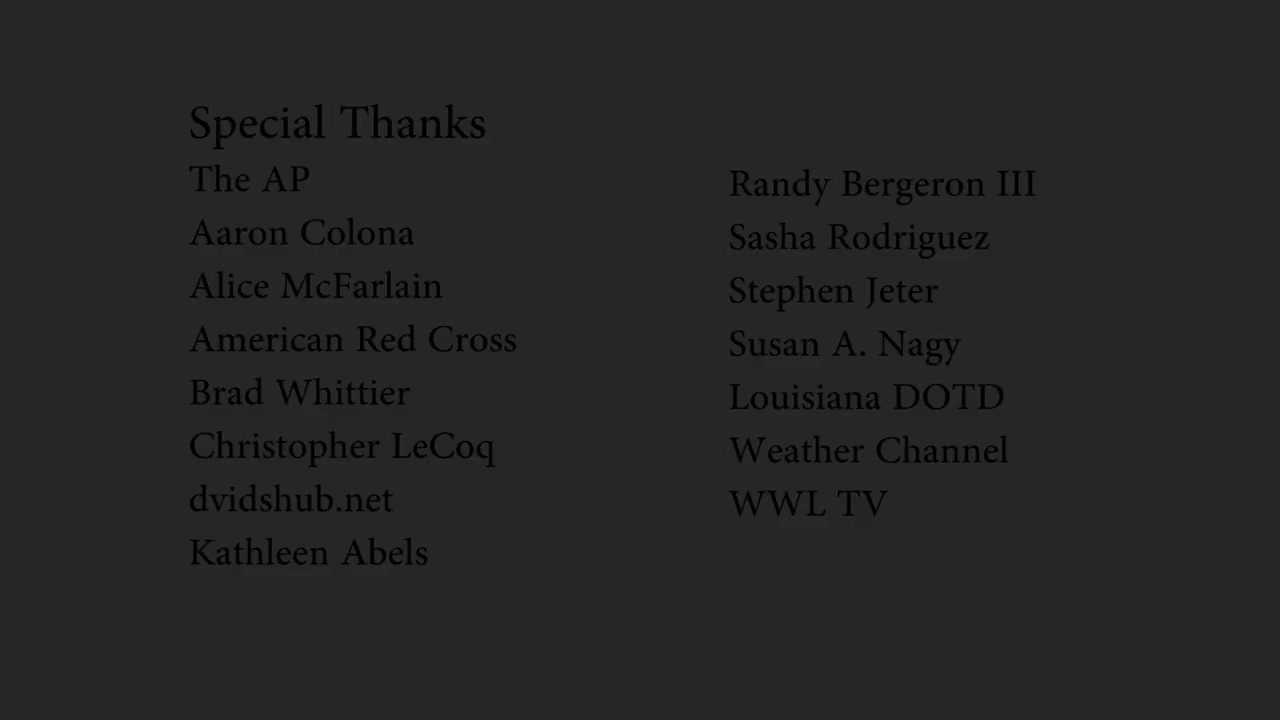 Special Thanks
The AP
Aaron Colona
Alice McFarlain
American Red Cross
Brad Whittier
Christopher LeCoq
dvidshub.net
Kathleen Abels
Randy Bergeron III
Sasha Rodriguez
Stephen Jeter
Susan A. Nagy
Louisiana DOTD
Weather Channel
WWL TV